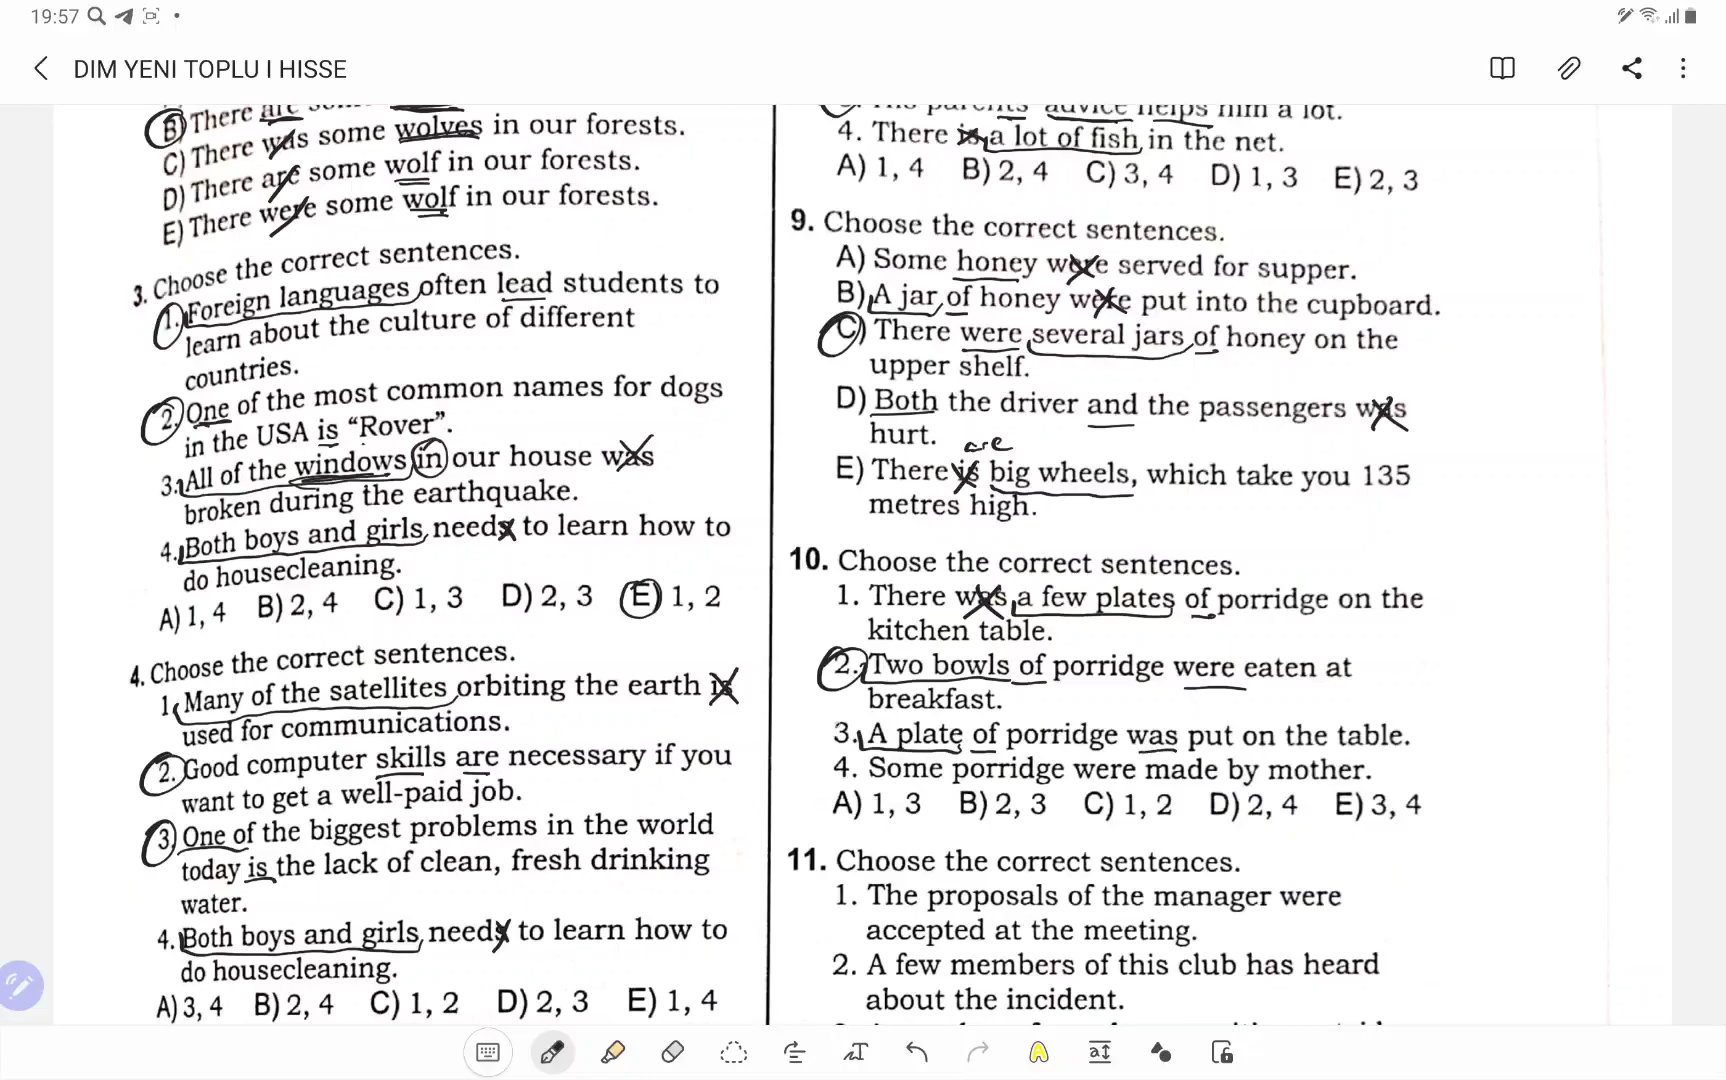 19:57
DIM YENI TOPLU I HISSE
B) There are
C) There was some wolves in our forests.
D) There are some wolf in our forests.
E) There were some wolf in our forests.
3. Choose the correct sentences.
1. Foreign languages often lead students to
learn about the culture of different
countries.
2. One of the most common names for dogs
in the USA is “Rover”.
3. All of the windows in our house was
broken during the earthquake.
4. Both boys and girls needs to learn how to
do housecleaning.
A) 1, 4 B) 2, 4 C) 1, 3 D) 2, 3 E) 1, 2
4. Choose the correct sentences.
1. Many of the satellites orbiting the earth is
used for communications.
2. Good computer skills are necessary if you
want to get a well-paid job.
3. One of the biggest problems in the world
today is the lack of clean, fresh drinking
water.
4. Both boys and girls needs to learn how to
do housecleaning.
A) 3, 4 B) 2, 4 C) 1, 2 D) 2, 3 E) 1, 4
parents advice helps him a lot.
4. There is a lot of fish in the net.
A) 1, 4 B) 2, 4 C) 3, 4 D) 1, 3 E) 2, 3
9. Choose the correct sentences.
A) Some honey were served for supper.
B) A jar of honey were put into the cupboard.
C) There were several jars of honey on the
upper shelf.
D) Both the driver and the passengers was
hurt.
are
E) There is big wheels, which take you 135
metres high.
10. Choose the correct sentences.
1. There was a few plates of porridge on the
kitchen table.
2. Two bowls of porridge were eaten at
breakfast.
3. A plate of porridge was put on the table.
4. Some porridge were made by mother.
A) 1, 3 B) 2, 3 C) 1, 2 D) 2, 4 E) 3, 4
11. Choose the correct sentences.
1. The proposals of the manager were
accepted at the meeting.
2. A few members of this club has heard
about the incident.